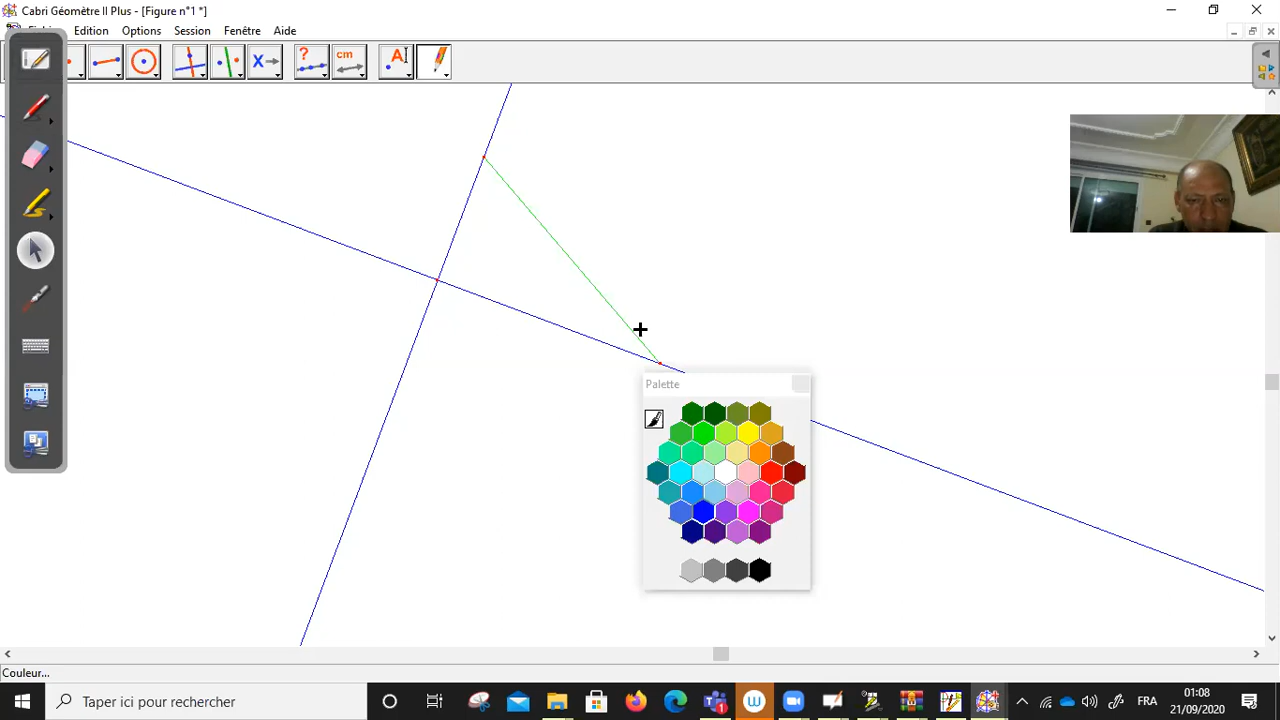 Cabri Géomètre II Plus - [Figure n°1 *]
Edition Options Session Fenêtre Aide
? cm A X
Palette
Couleur...
Taper ici pour rechercher
1
W
FRA
01:08
21/09/2020